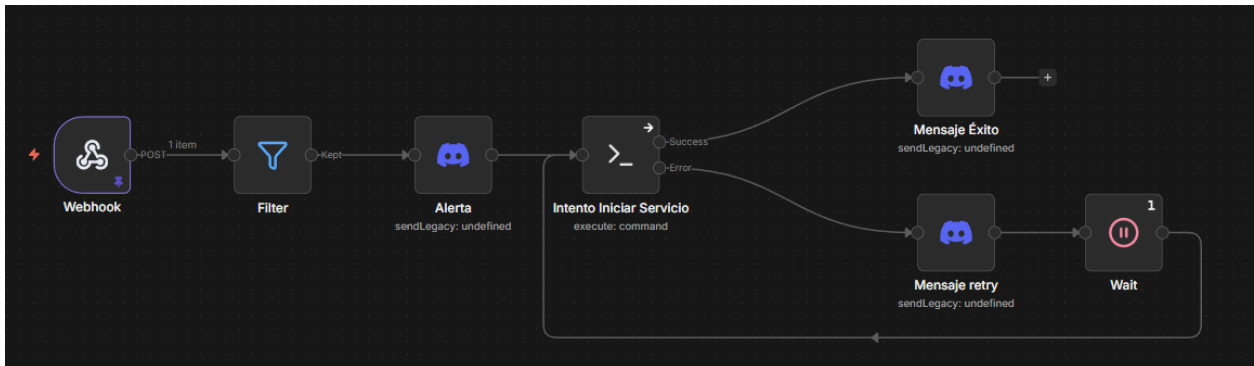 POST
1 item
Webhook
Kept
Filter
Alerta
sendLegacy: undefined
Success
Error
Intento Iniciar Servicio
execute: command
Mensaje Éxito
sendLegacy: undefined
Mensaje retry
sendLegacy: undefined
1
Wait